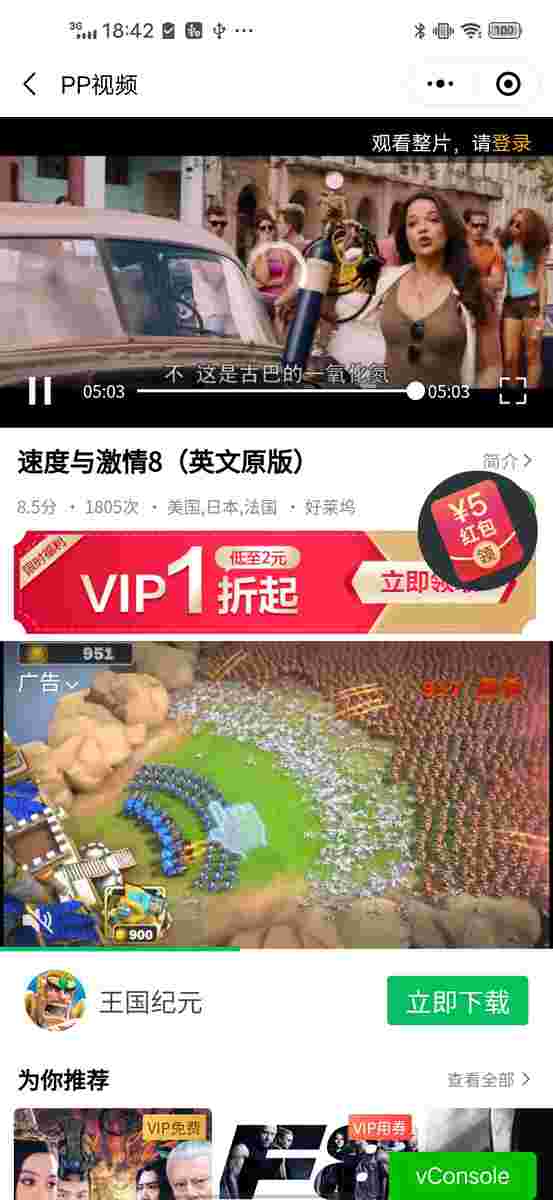 3G 18:42 100
PP视频
观看整片，请登录
不 这是古巴的一氧化氮
05:03 05:03
速度与激情8（英文原版）
简介
8.5分 · 1805次 · 美国,日本,法国 · 好莱坞
¥5
红包
领
限时福利
VIP1折起
低至2元
立即领
951
广告
900
王国纪元
立即下载
为你推荐
查看全部
VIP免费
VIP用券
F8
vConsole